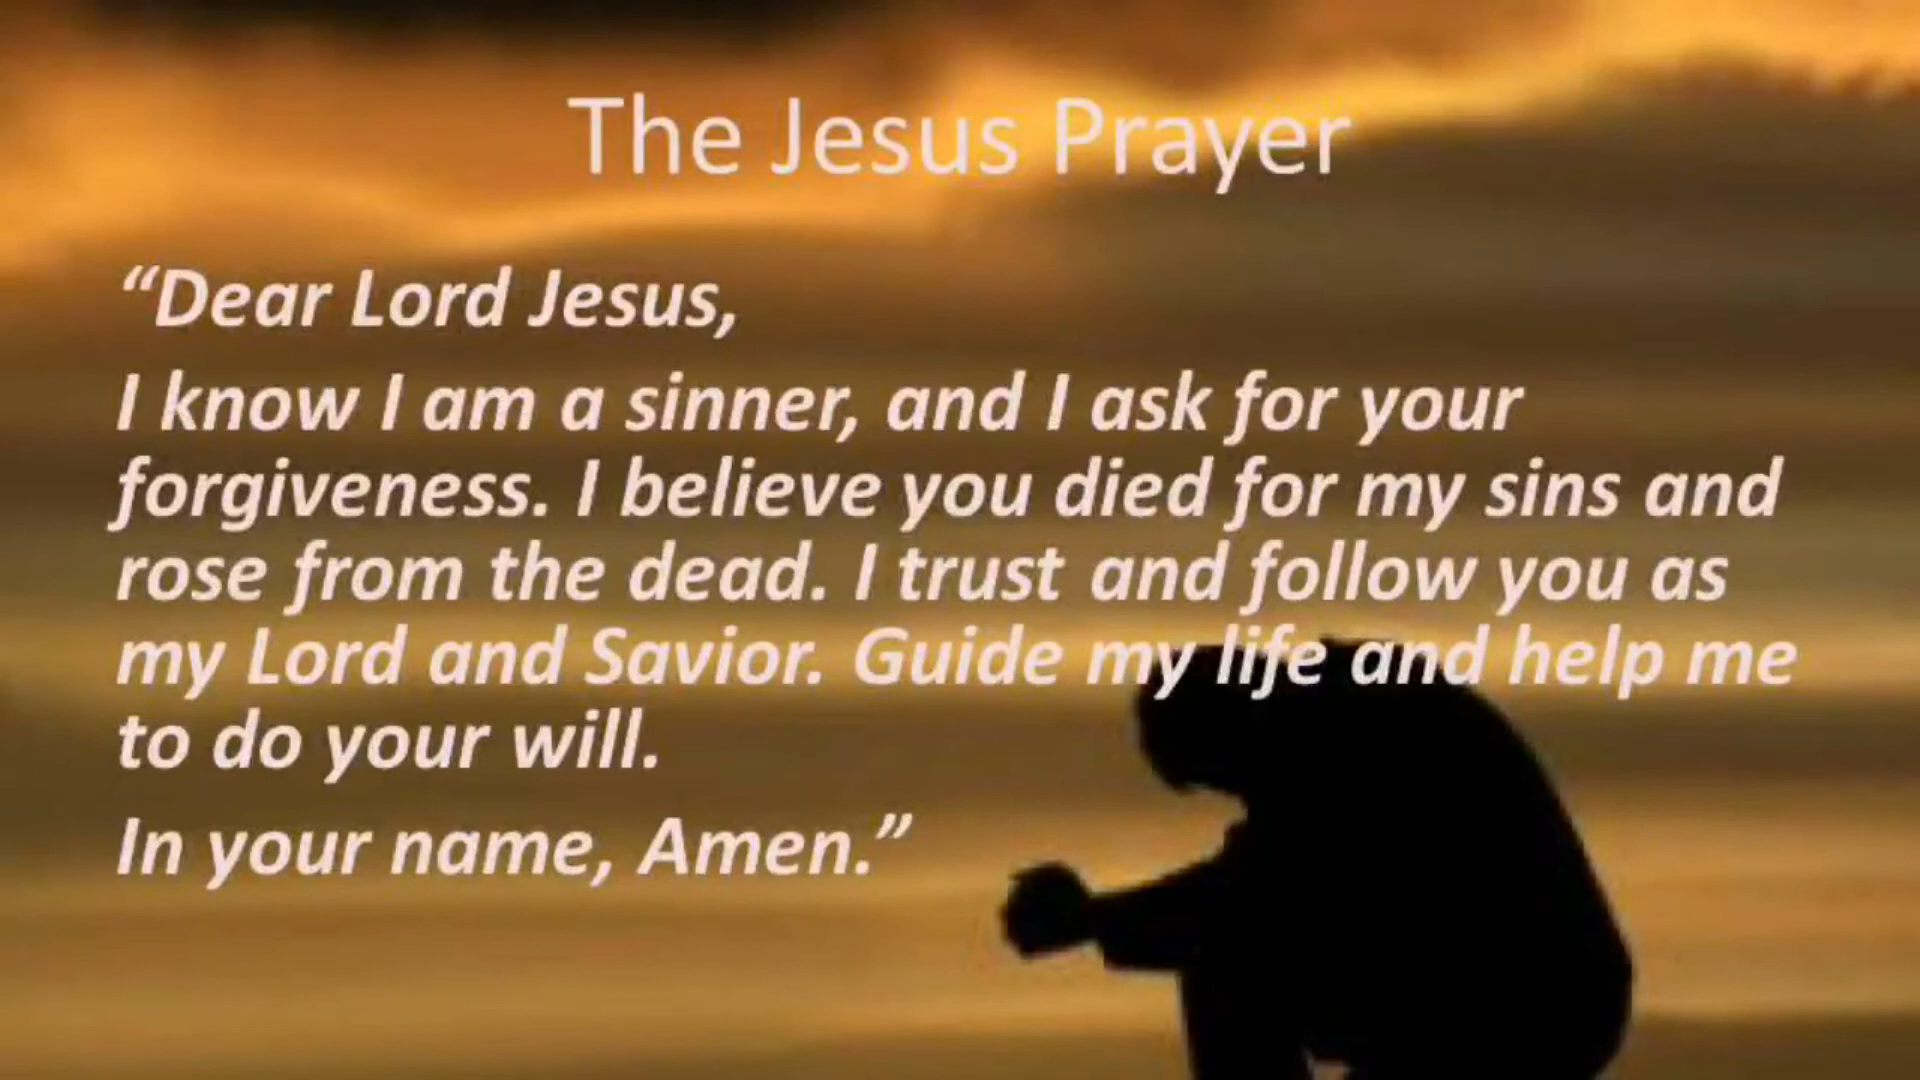 The Jesus Prayer
“Dear Lord Jesus,
I know I am a sinner, and I ask for your
forgiveness. I believe you died for my sins and
rose from the dead. I trust and follow you as
my Lord and Savior. Guide my life and help me
to do your will.
In your name, Amen.”